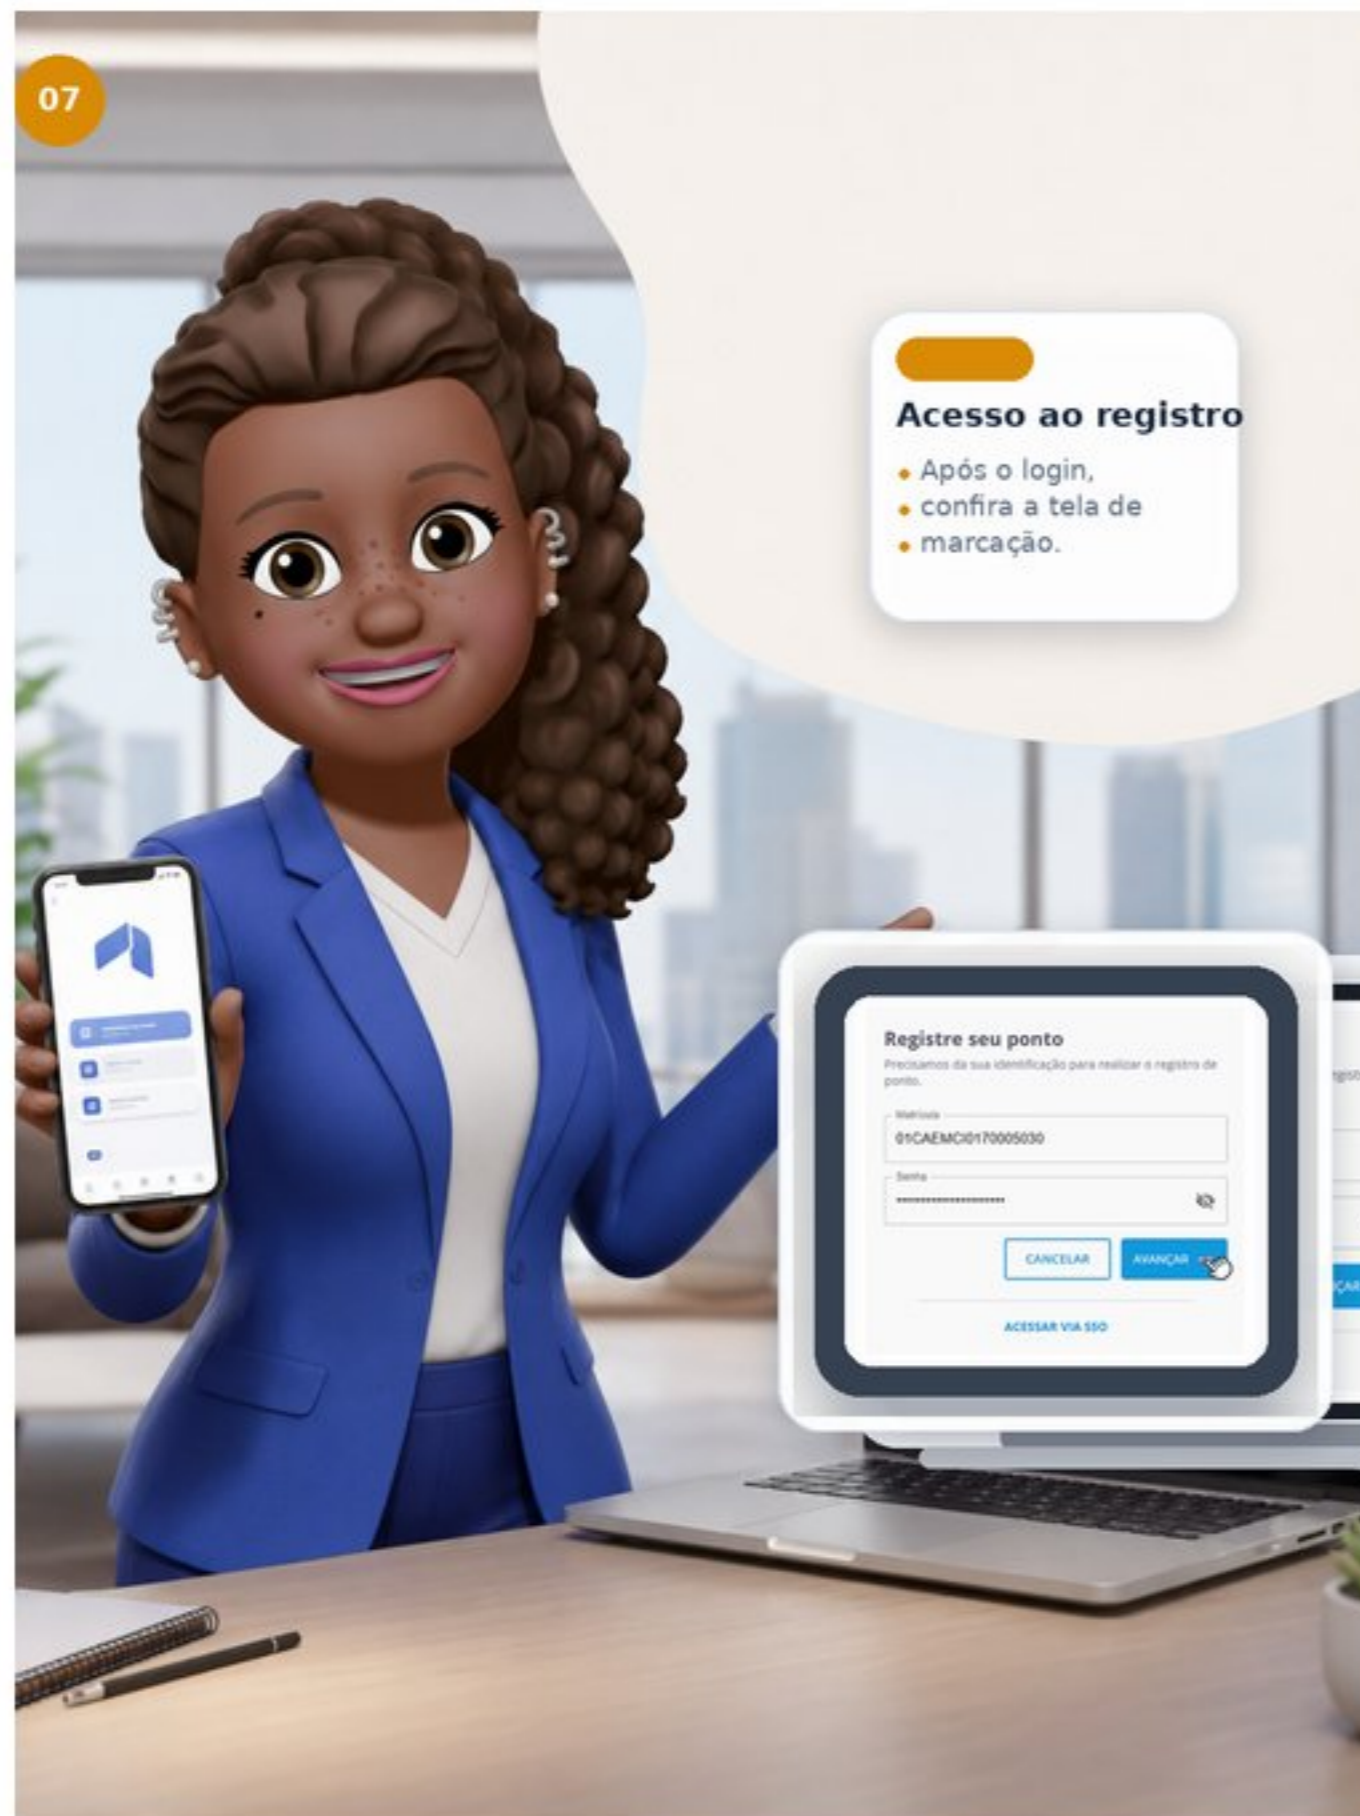 07
Acesso ao registro
Após o login,
confira a tela de
marcação.
Registre seu ponto
Precisamos da sua identificação para realizar o registro de
ponto.
Matrícula
01CAEMCI0170005030
Senha
CANCELAR
AVANÇAR
ACESSAR VIA SSO